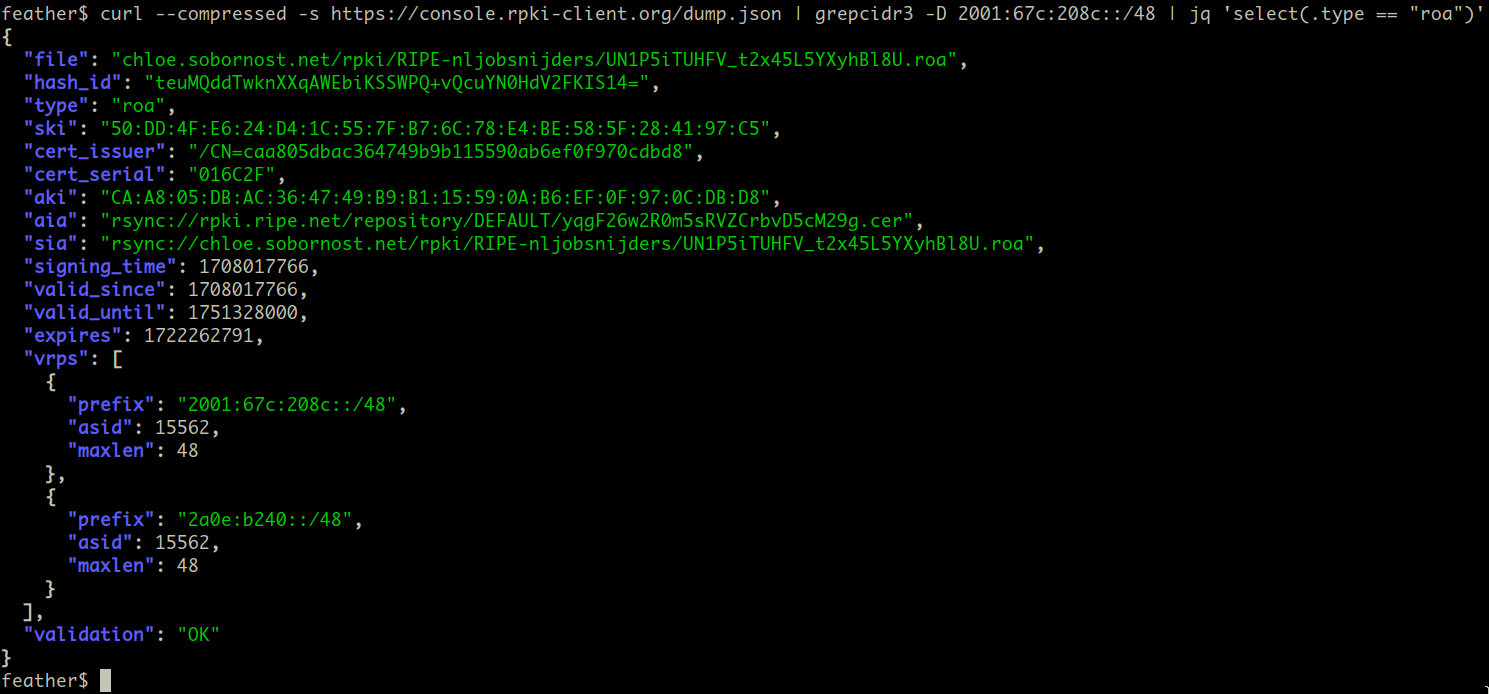 feather$ curl --compressed -s https://console.rpki-client.org/dump.json | grepcidr3 -D 2001:67c:208c::/48 | jq 'select(.type == "roa")'
{
  "file": "chloe.sobornost.net/rpki/RIPE-nljobsnijders/UN1P5iTUHFV_t2x45L5YXyhBl8U.roa",
  "hash_id": "teuMQddTwknXXqAWEbiKSSWPQ+vQcuYN0HdV2FKIS14=",
  "type": "roa",
  "ski": "50:DD:4F:E6:24:D4:1C:55:7F:B7:6C:78:E4:BE:58:5F:28:41:97:C5",
  "cert_issuer": "/CN=caa805dbac364749b9b115590ab6ef0f970cdbd8",
  "cert_serial": "016C2F",
  "aki": "CA:A8:05:DB:AC:36:47:49:B9:B1:15:59:0A:B6:EF:0F:97:0C:DB:D8",
  "aia": "rsync://rpki.ripe.net/repository/DEFAULT/yqgF26w2R0m5sRVZCrbvD5cM29g.cer",
  "sia": "rsync://chloe.sobornost.net/rpki/RIPE-nljobsnijders/UN1P5iTUHFV_t2x45L5YXyhBl8U.roa",
  "signing_time": 1708017766,
  "valid_since": 1708017766,
  "valid_until": 1751328000,
  "expires": 1722262791,
  "vrps": [
    {
      "prefix": "2001:67c:208c::/48",
      "asid": 15562,
      "maxlen": 48
    },
    {
      "prefix": "2a0e:b240::/48",
      "asid": 15562,
      "maxlen": 48
    }
  ],
  "validation": "OK"
}
feather$